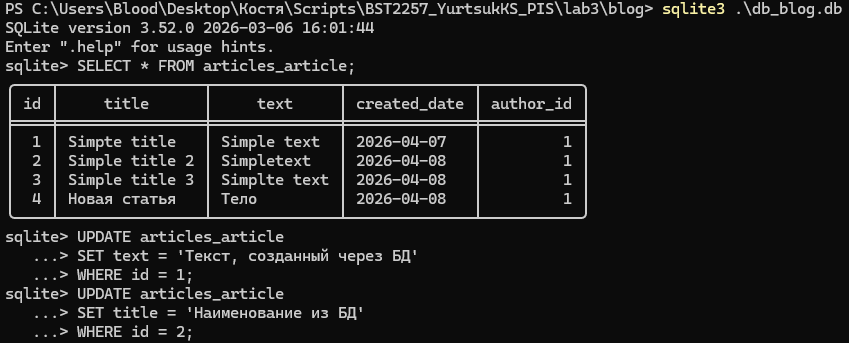 PS C:\Users\Blood\Desktop\Костя\Scripts\BST2257_YurtsukKS_PIS\lab3\blog> sqlite3 .\db_blog.db
SQLite version 3.52.0 2026-03-06 16:01:44
Enter ".help" for usage hints.
sqlite> SELECT * FROM articles_article;
id title text created_date author_id
1 Simpte title Simple text 2026-04-07 1
2 Simple title 2 Simpletext 2026-04-08 1
3 Simple title 3 Simplte text 2026-04-08 1
4 Новая статья Тело 2026-04-08 1
sqlite> UPDATE articles_article
...> SET text = 'Текст, созданный через БД'
...> WHERE id = 1;
sqlite> UPDATE articles_article
...> SET title = 'Наименование из БД'
...> WHERE id = 2;